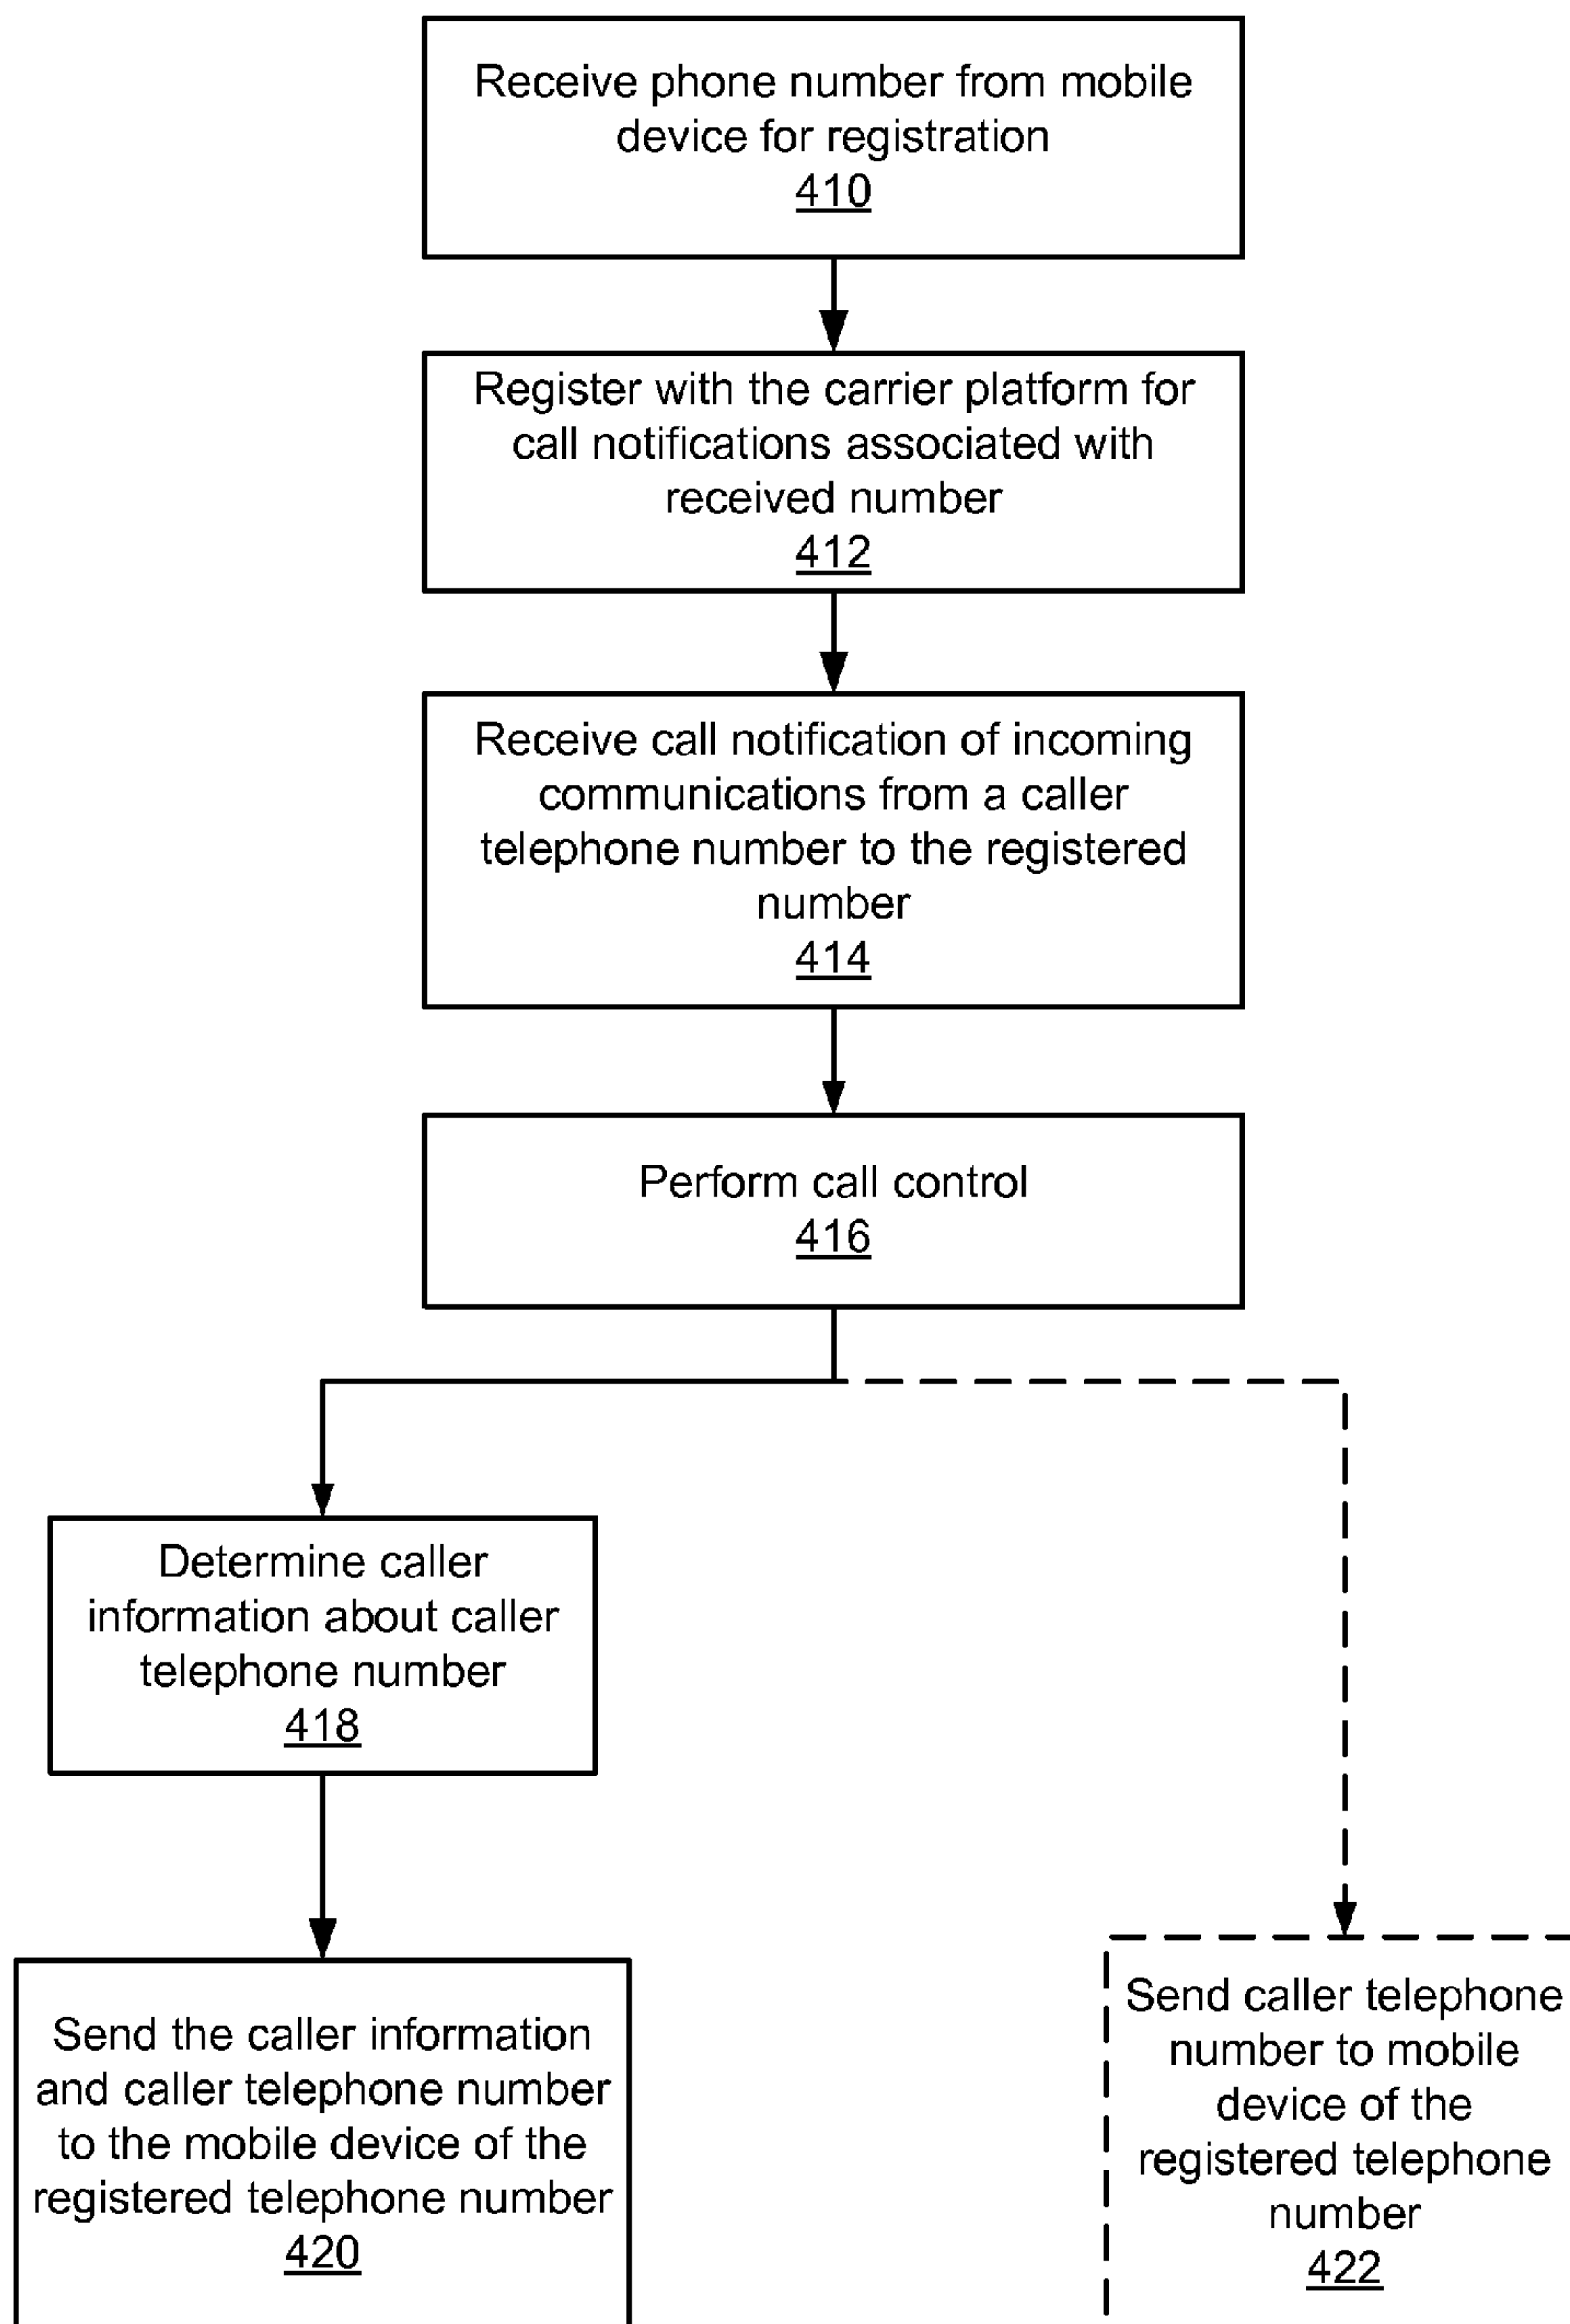 Receive phone number from mobile
device for registration
410
Register with the carrier platform for
call notifications associated with
received number
412
Receive call notification of incoming
communications from a caller
telephone number to the registered
number
414
Perform call control
416
Determine caller
information about caller
telephone number
418
Send the caller information
and caller telephone number
to the mobile device of the
registered telephone number
420
Send caller telephone
number to mobile
device of the
registered telephone
number
422